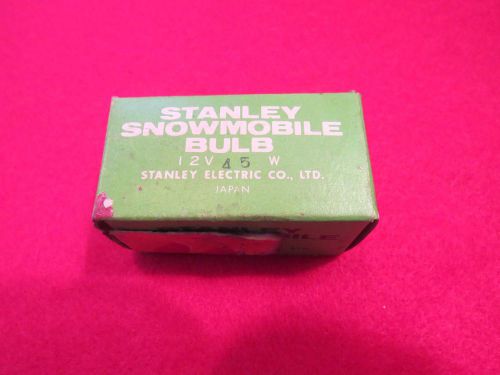 STANLEY
SNOWMOBILE
BULB
12V 45 W
STANLEY ELECTRIC CO., LTD.
JAPAN